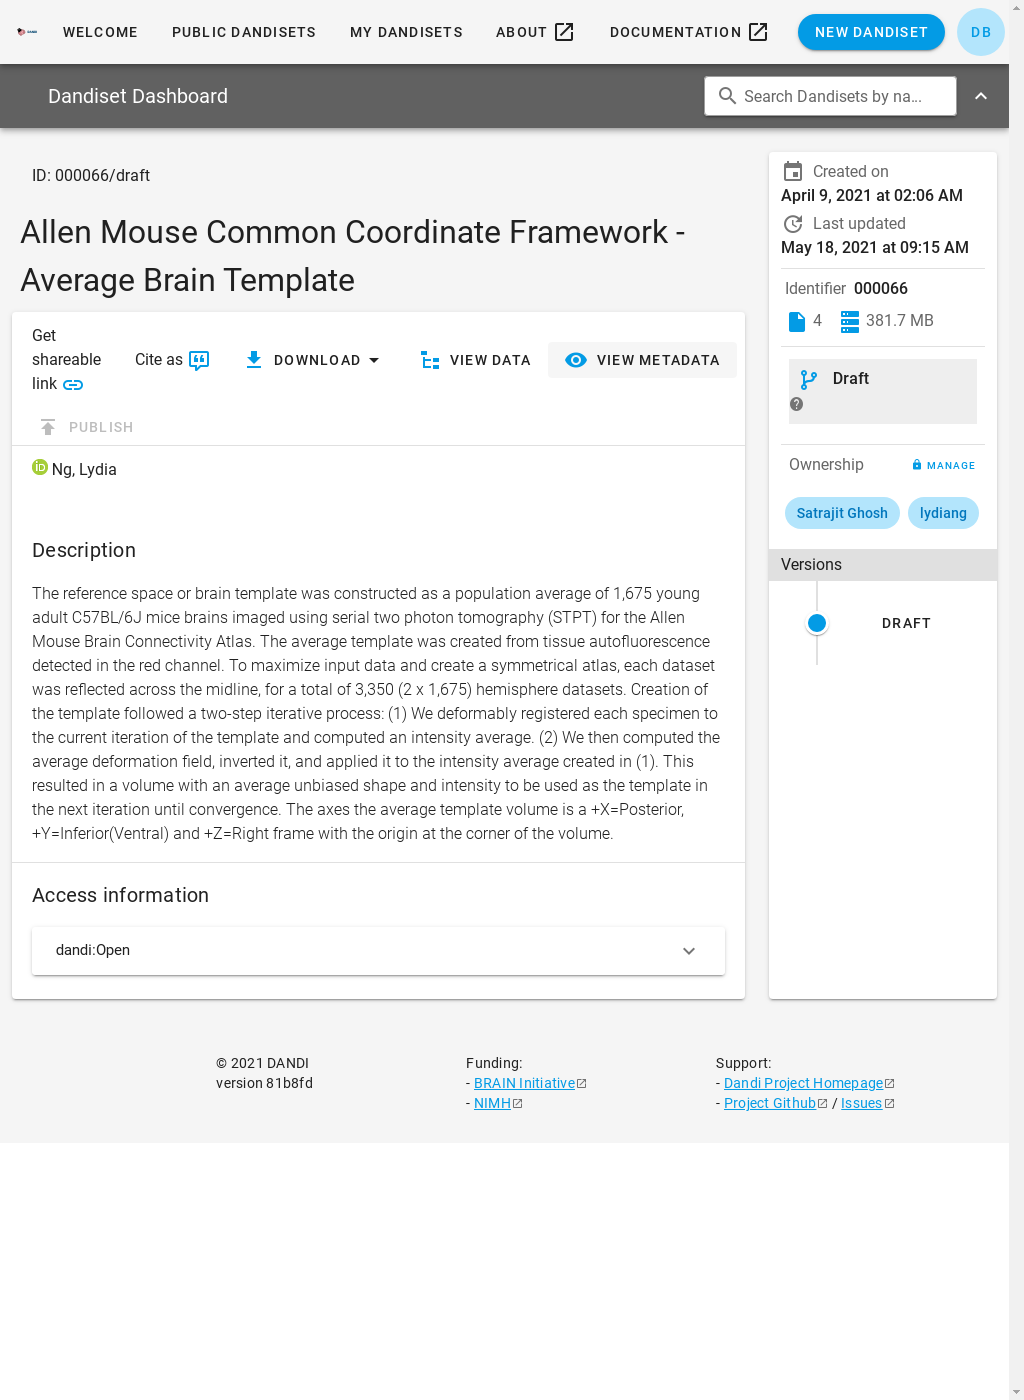 WELCOME PUBLIC DANDISETS MY DANDISETS ABOUT DOCUMENTATION NEW DANDISET DB
Dandiset Dashboard Search Dandisets by na...
ID: 000066/draft
Allen Mouse Common Coordinate Framework -
Average Brain Template
Get
shareable
link
Cite as
DOWNLOAD
VIEW DATA
VIEW METADATA
PUBLISH
iD Ng, Lydia
Description
The reference space or brain template was constructed as a population average of 1,675 young
adult C57BL/6J mice brains imaged using serial two photon tomography (STPT) for the Allen
Mouse Brain Connectivity Atlas. The average template was created from tissue autofluorescence
detected in the red channel. To maximize input data and create a symmetrical atlas, each dataset
was reflected across the midline, for a total of 3,350 (2 x 1,675) hemisphere datasets. Creation of
the template followed a two-step iterative process: (1) We deformably registered each specimen to
the current iteration of the template and computed an intensity average. (2) We then computed the
average deformation field, inverted it, and applied it to the intensity average created in (1). This
resulted in a volume with an average unbiased shape and intensity to be used as the template in
the next iteration until convergence. The axes the average template volume is a +X=Posterior,
+Y=Inferior(Ventral) and +Z=Right frame with the origin at the corner of the volume.
Access information
dandi:Open
Created on
April 9, 2021 at 02:06 AM
Last updated
May 18, 2021 at 09:15 AM
Identifier 000066
4 381.7 MB
Draft
?
Ownership MANAGE
Satrajit Ghosh lydiang
Versions
DRAFT
© 2021 DANDI
version 81b8fd
Funding:
- BRAIN Initiative
- NIMH
Support:
- Dandi Project Homepage
- Project Github / Issues